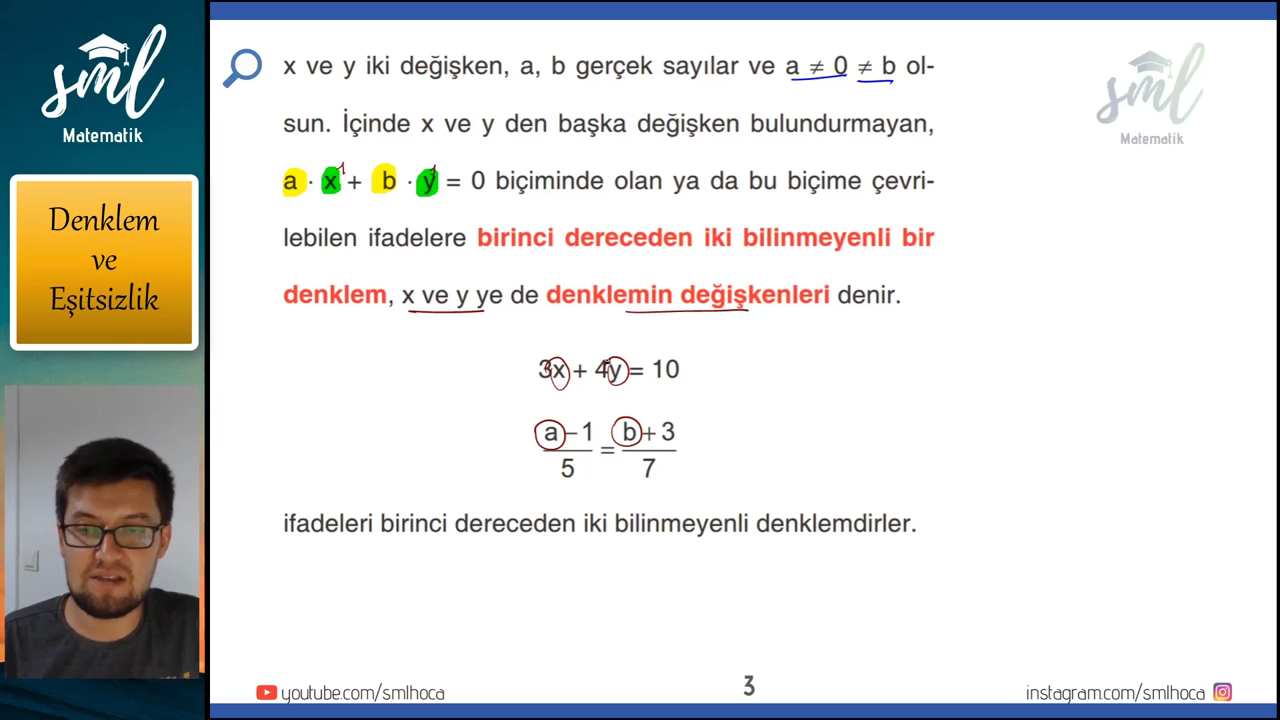 sml
Matematik
Denklem
ve
Eşitsizlik
x ve y iki değişken, a, b gerçek sayılar ve a ≠ 0 ≠ b ol-
sun. İçinde x ve y den başka değişken bulundurmayan,
a · x¹ + b · y¹ = 0 biçiminde olan ya da bu biçime çevri-
lebilen ifadelere birinci dereceden iki bilinmeyenli bir
denklem, x ve y ye de denklemin değişkenleri denir.
3x + 4y = 10
a – 1 / 5 = b + 3 / 7
ifadeleri birinci dereceden iki bilinmeyenli denklemdirler.
sml
Matematik
youtube.com/smlhoca
3
instagram.com/smlhoca